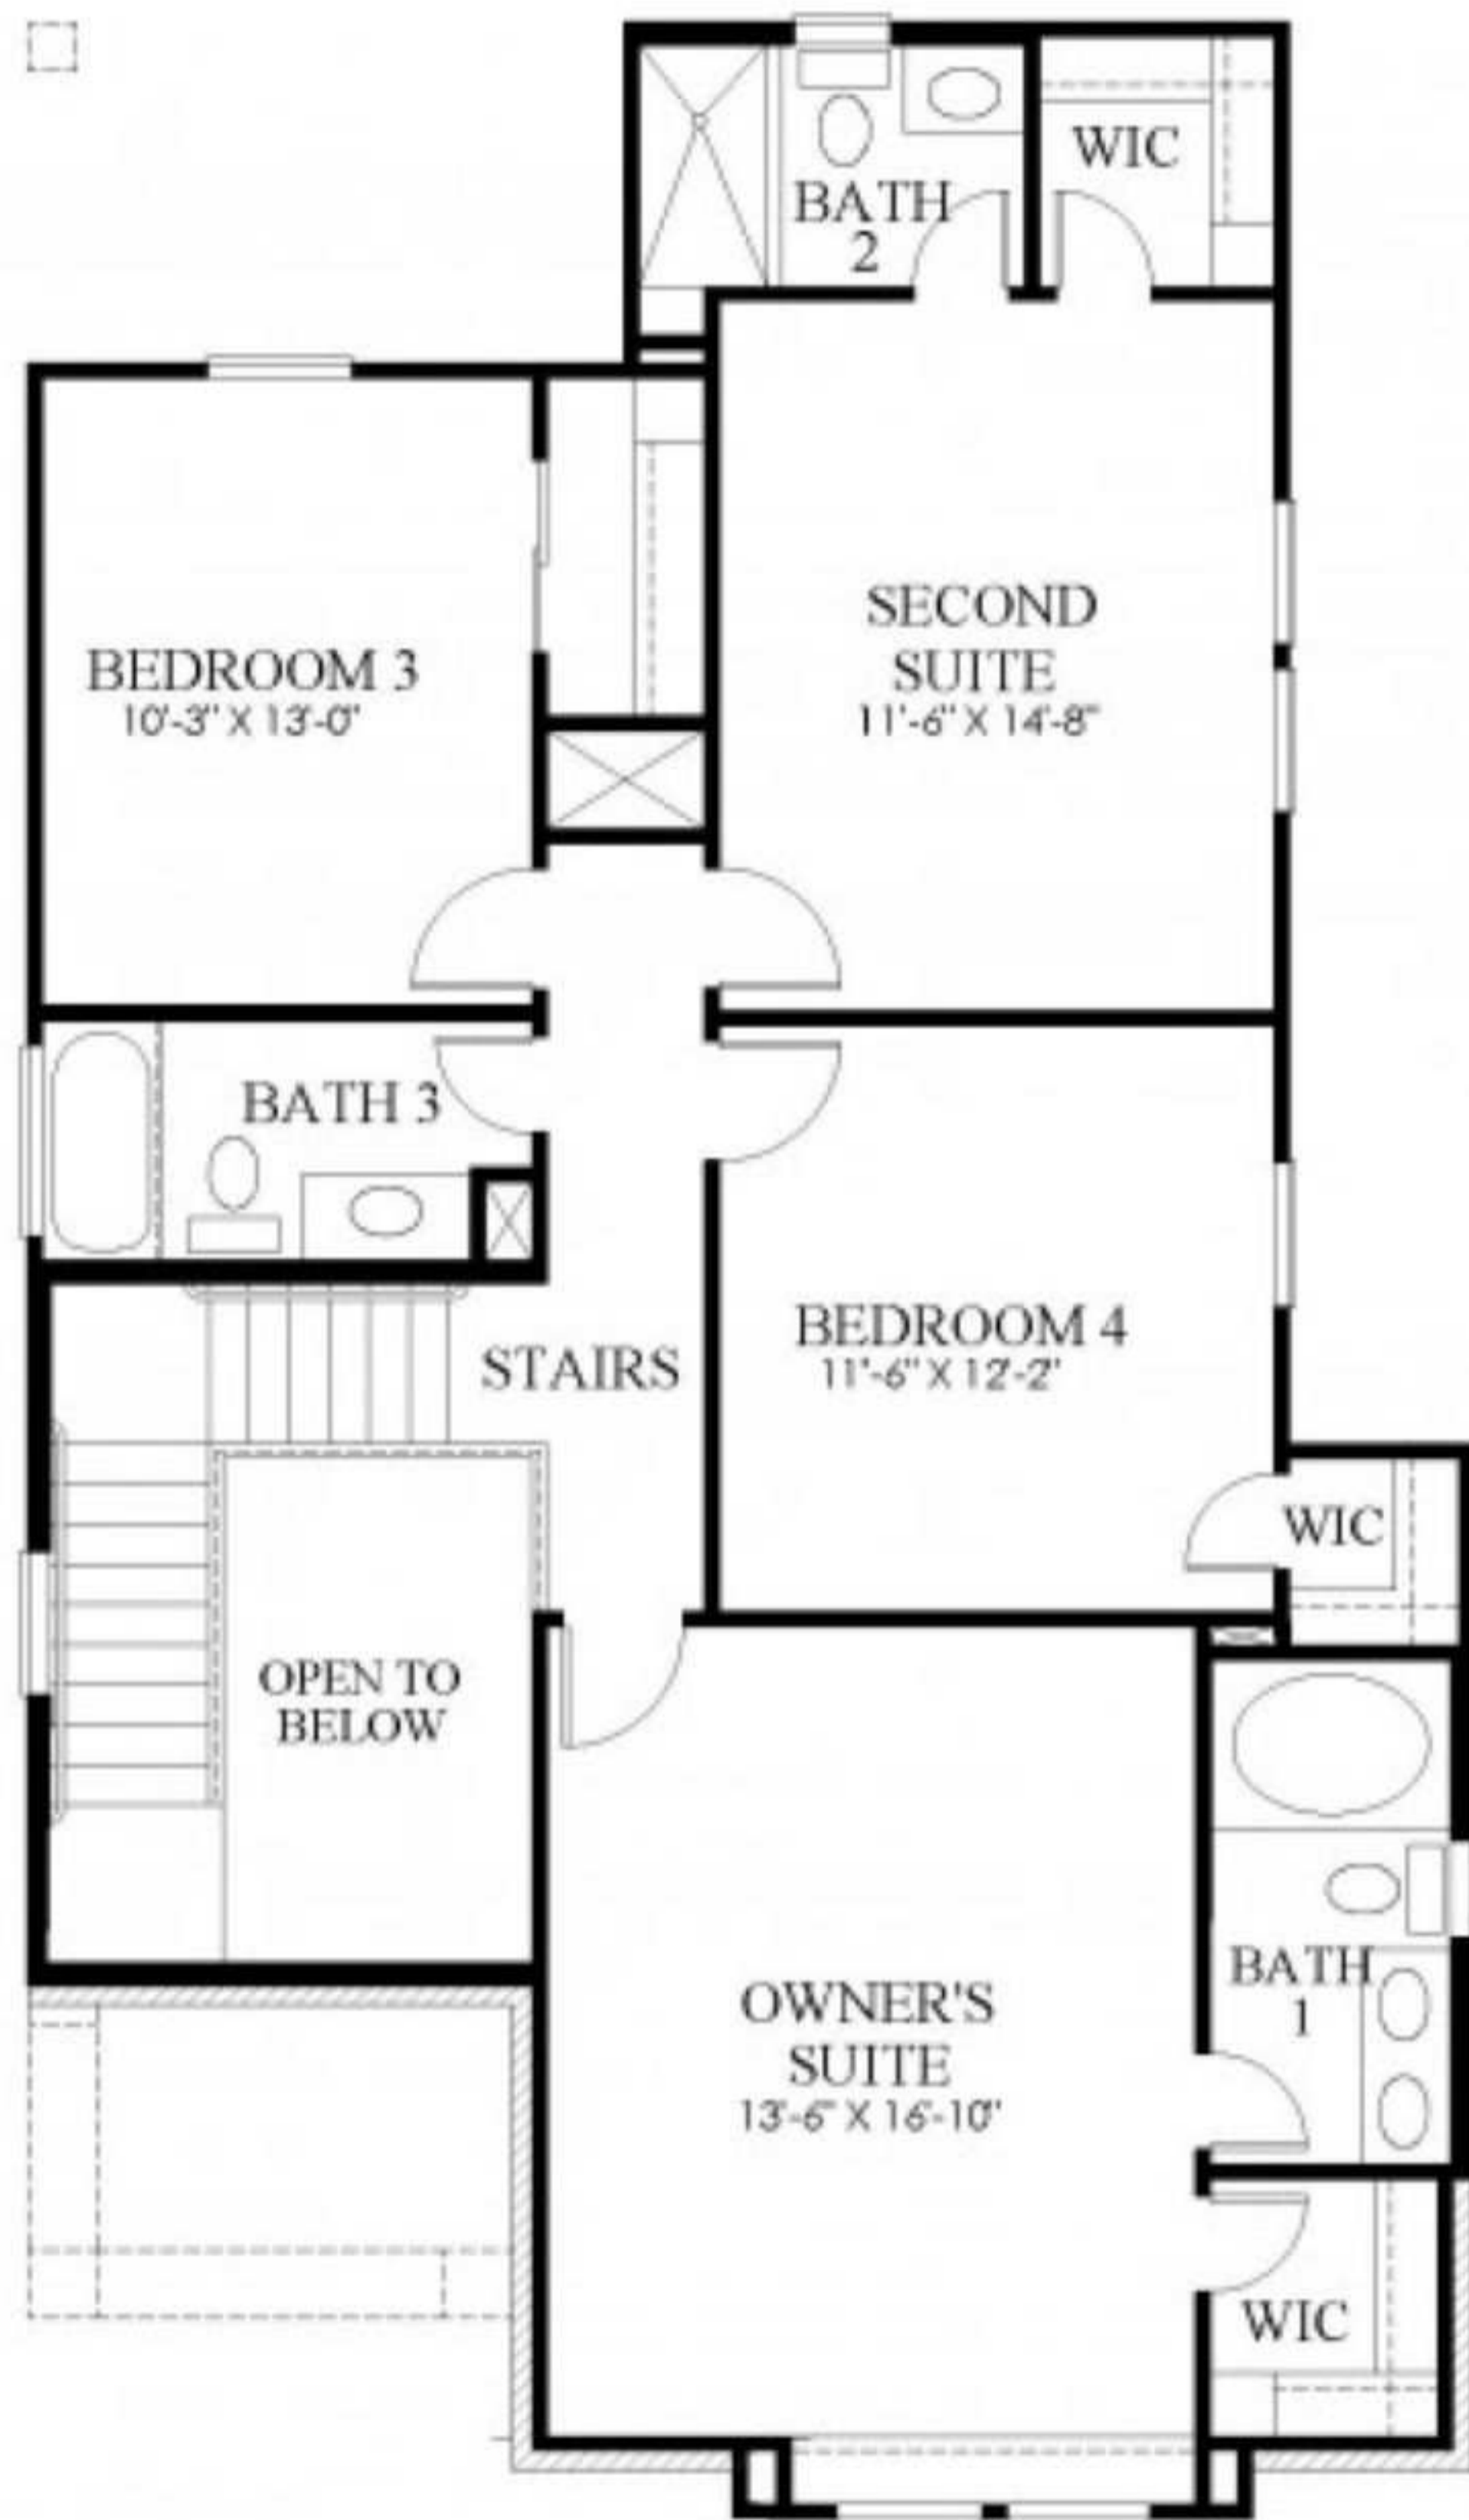 BATH
2
WIC
SECOND
SUITE
11'-6" X 14'-8"
BEDROOM 3
10'-3" X 13'-0"
BATH 3
STAIRS
BEDROOM 4
11'-6" X 12'-2"
WIC
OPEN TO
BELOW
OWNER'S
SUITE
13'-6" X 16'-10"
BATH
1
WIC